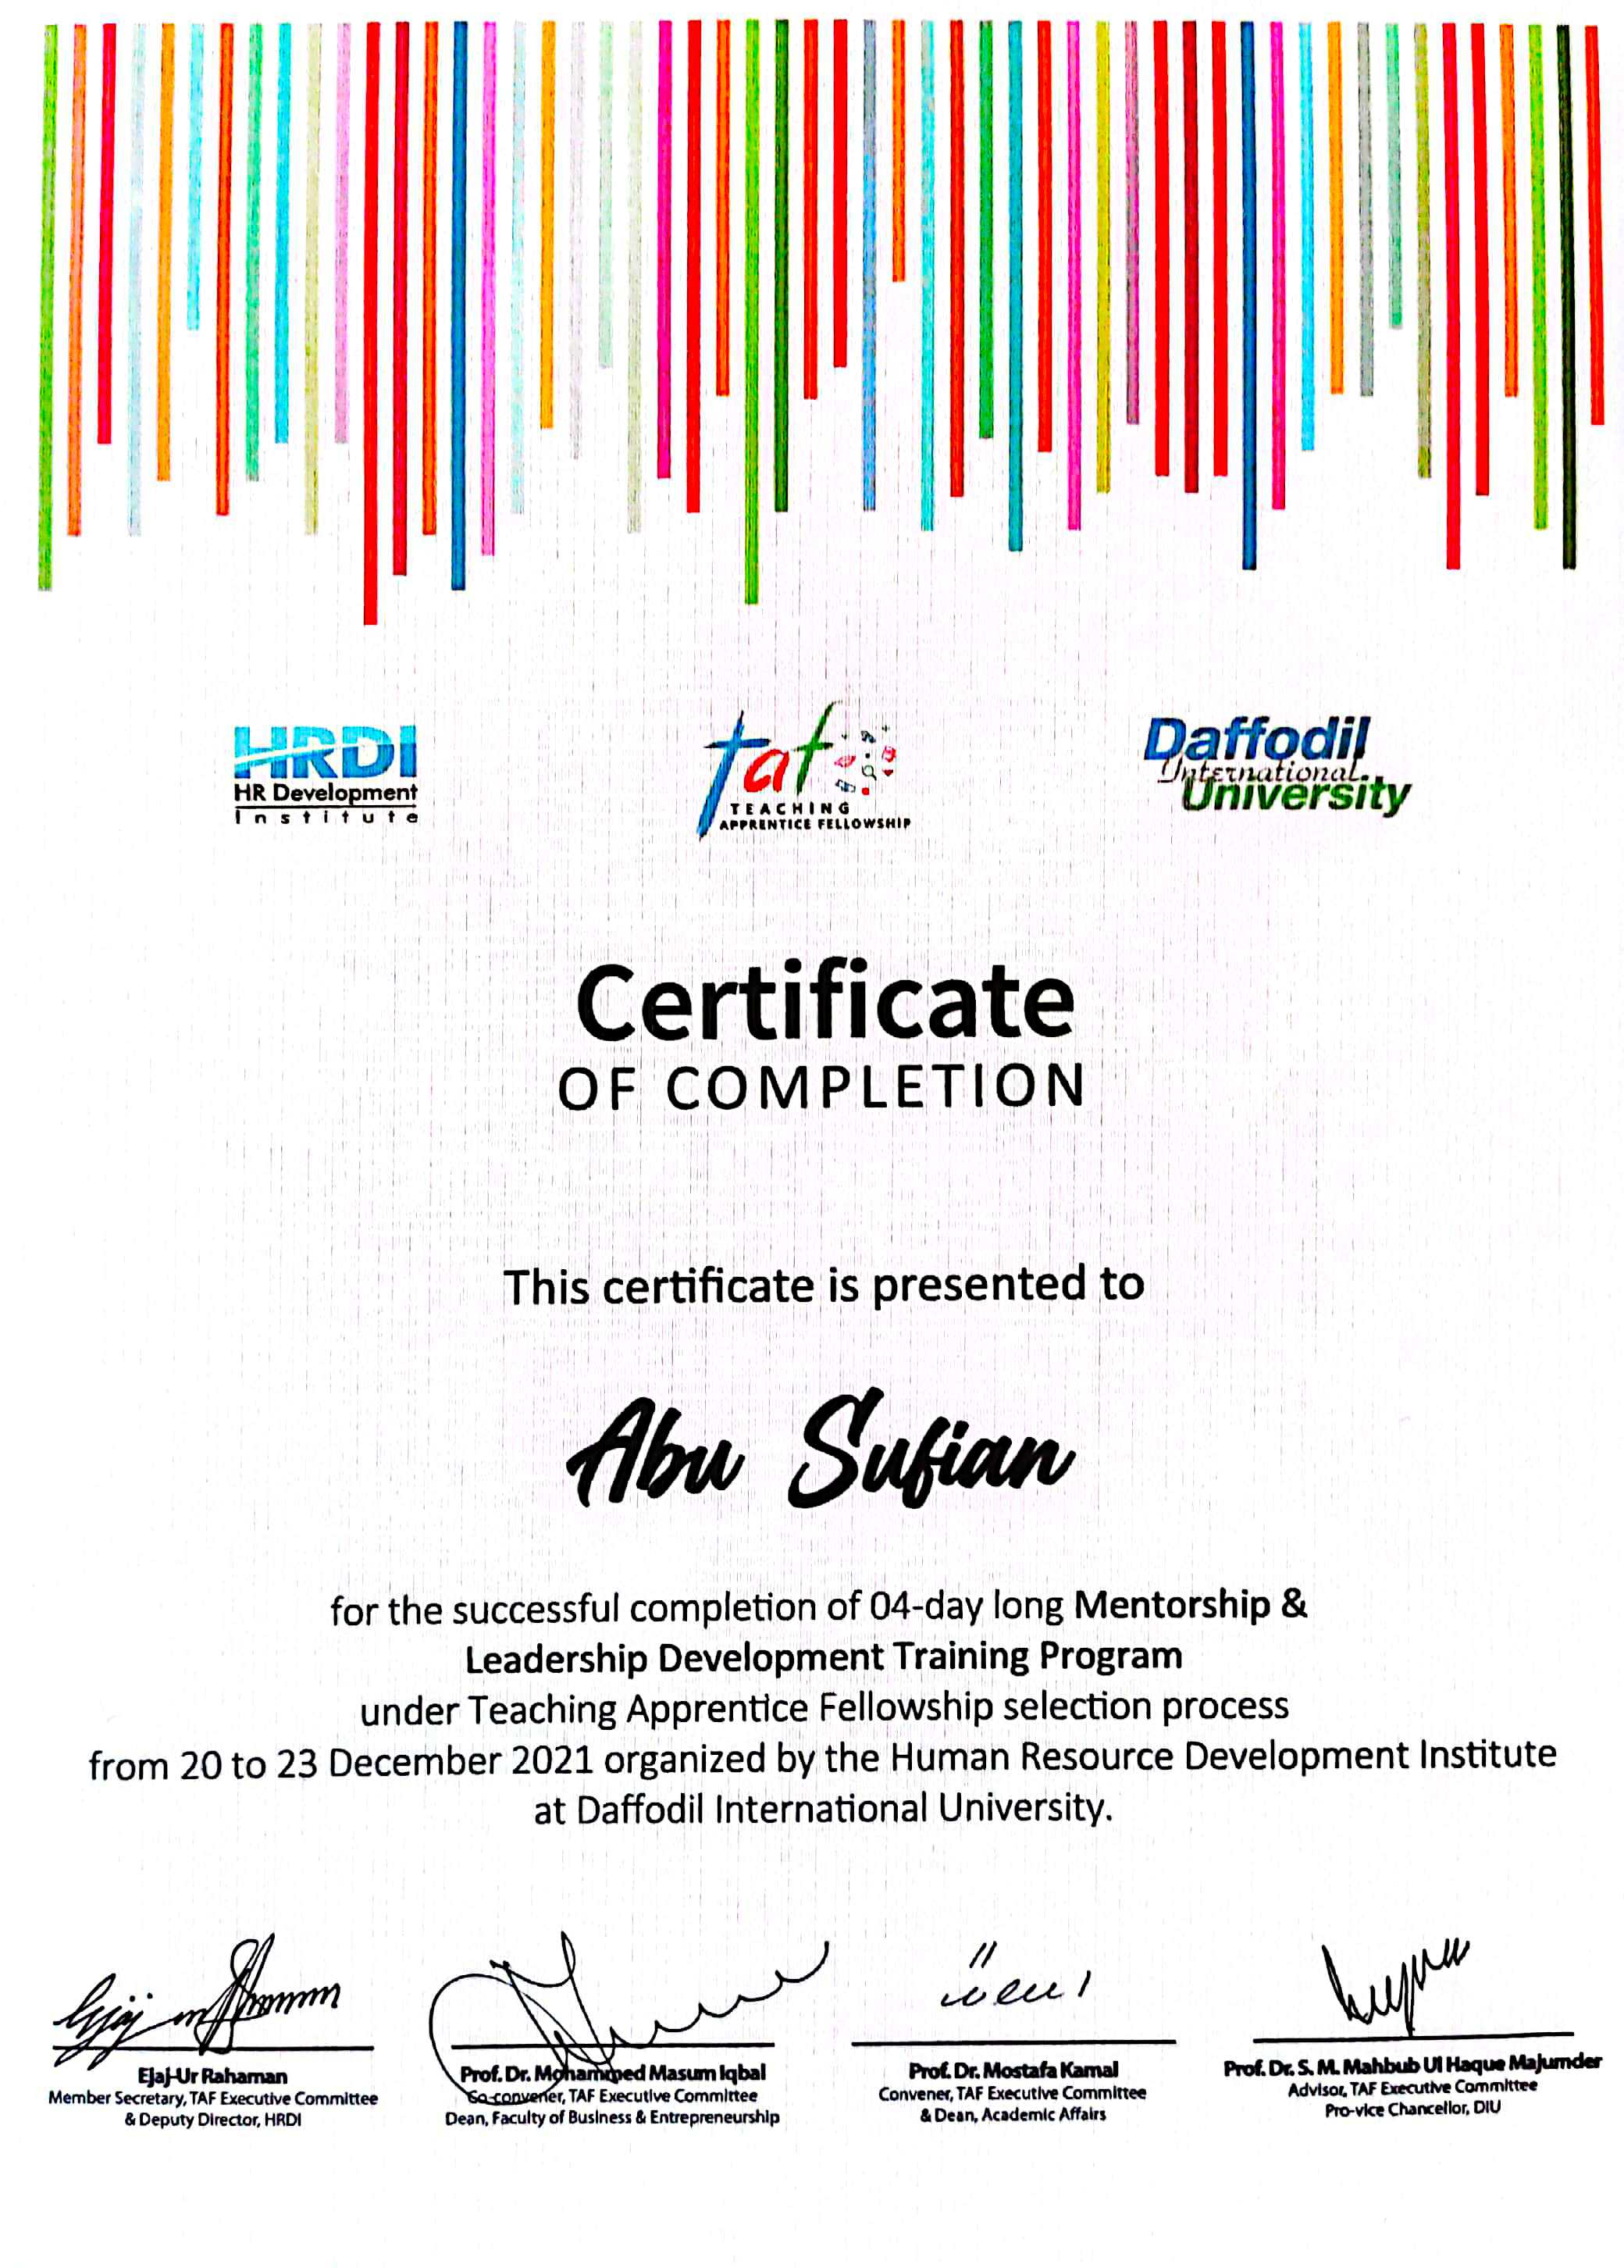 HRDI
HR Development
Institute
taf
TEACHING
APPRENTICE FELLOWSHIP
Daffodil
International
University
Certificate
OF COMPLETION
This certificate is presented to
Abu Sufian
for the successful completion of 04-day long Mentorship &
Leadership Development Training Program
under Teaching Apprentice Fellowship selection process
from 20 to 23 December 2021 organized by the Human Resource Development Institute
at Daffodil International University.
Ejaj-Ur Rahaman
Member Secretary, TAF Executive Committee
& Deputy Director, HRDI
Prof. Dr. Mohammed Masum Iqbal
Co-convener, TAF Executive Committee
Dean, Faculty of Business & Entrepreneurship
Prof. Dr. Mostafa Kamal
Convener, TAF Executive Committee
& Dean, Academic Affairs
Prof. Dr. S. M. Mahbub Ul Haque Majumder
Advisor, TAF Executive Committee
Pro-vice Chancellor, DIU